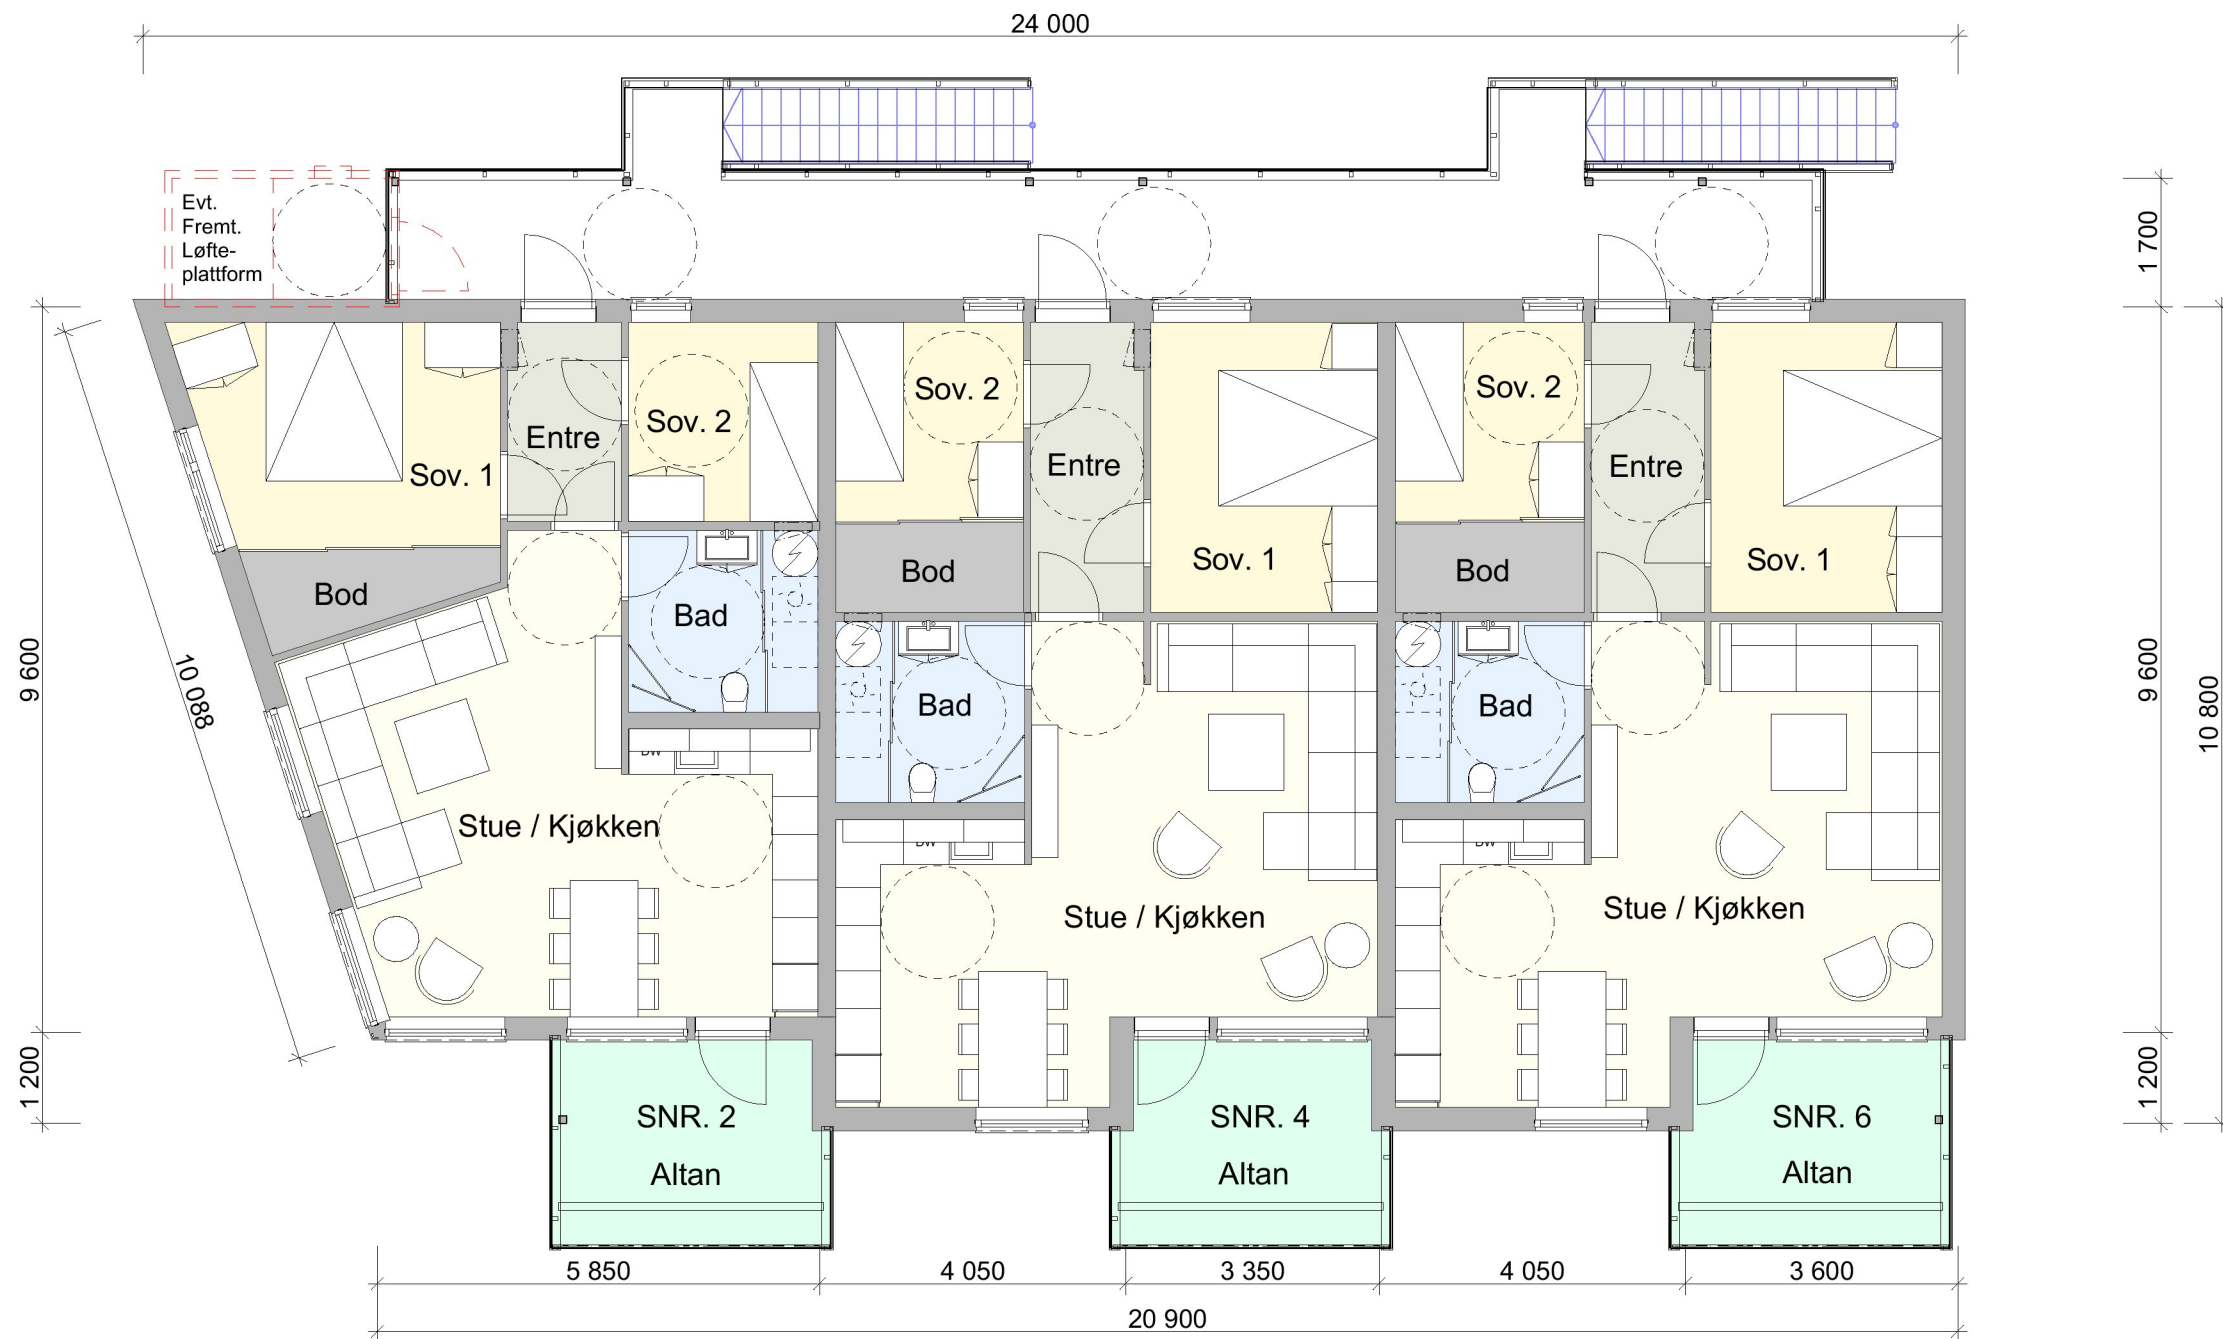 24 000
Evt.
Fremt.
Løfte-
plattform
1 700
Sov. 1
Entre
Sov. 2
Sov. 2
Entre
Sov. 1
Sov. 2
Entre
Sov. 1
Bod
Bad
Bod
Bod
Bad
Bad
9 600
10 088
9 600
10 800
DW
Stue / Kjøkken
DW
Stue / Kjøkken
DW
Stue / Kjøkken
1 200
1 200
SNR. 2
Altan
SNR. 4
Altan
SNR. 6
Altan
5 850
4 050
3 350
4 050
3 600
20 900